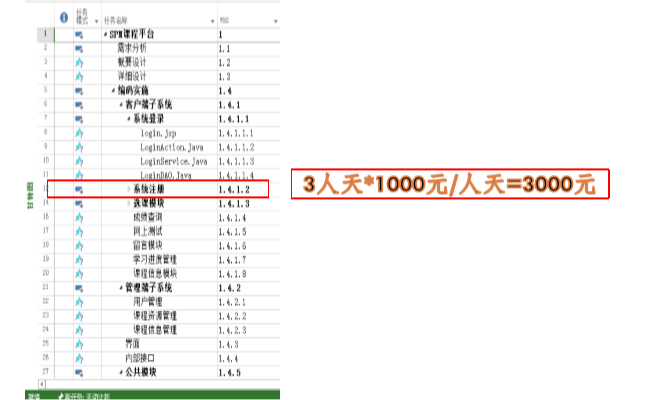 任务模式 任务名称 WBS
1 SPM课程平台 1
2 需求分析 1.1
3 概要设计 1.2
4 详细设计 1.3
5 编码实施 1.4
6 客户端子系统 1.4.1
7 系统登录 1.4.1.1
8 login.jsp 1.4.1.1.1
9 LoginAction.java 1.4.1.1.2
10 LoginService.java 1.4.1.1.3
11 LoginDAO.Java 1.4.1.1.4
12 系统注册 1.4.1.2
14 选课模块 1.4.1.3
16 成绩查询 1.4.1.4
17 网上测试 1.4.1.5
18 留言模块 1.4.1.6
19 学习进度管理 1.4.1.7
20 课程信息模块 1.4.1.8
21 管理端子系统 1.4.2
22 用户管理 1.4.2.1
23 课程资源管理 1.4.2.2
24 课程信息管理 1.4.2.3
25 界面 1.4.3
26 内部接口 1.4.4
27 公共模块 1.4.5
甘特图
就绪 新任务: 手动计划
3人天*1000元/人天=3000元